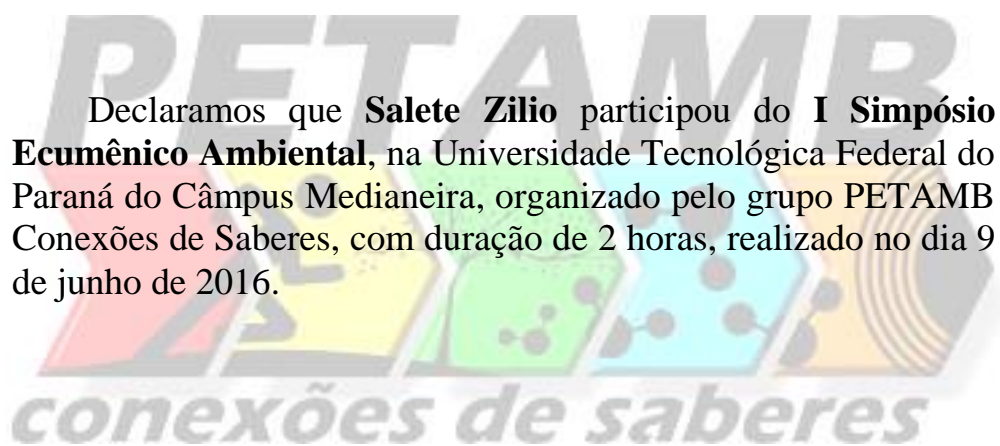 PETAMB
Declaramos que Salete Zilio participou do I Simpósio
Ecumênico Ambiental, na Universidade Tecnológica Federal do
Paraná do Câmpus Medianeira, organizado pelo grupo PETAMB
Conexões de Saberes, com duração de 2 horas, realizado no dia 9
de junho de 2016.
conexões de saberes